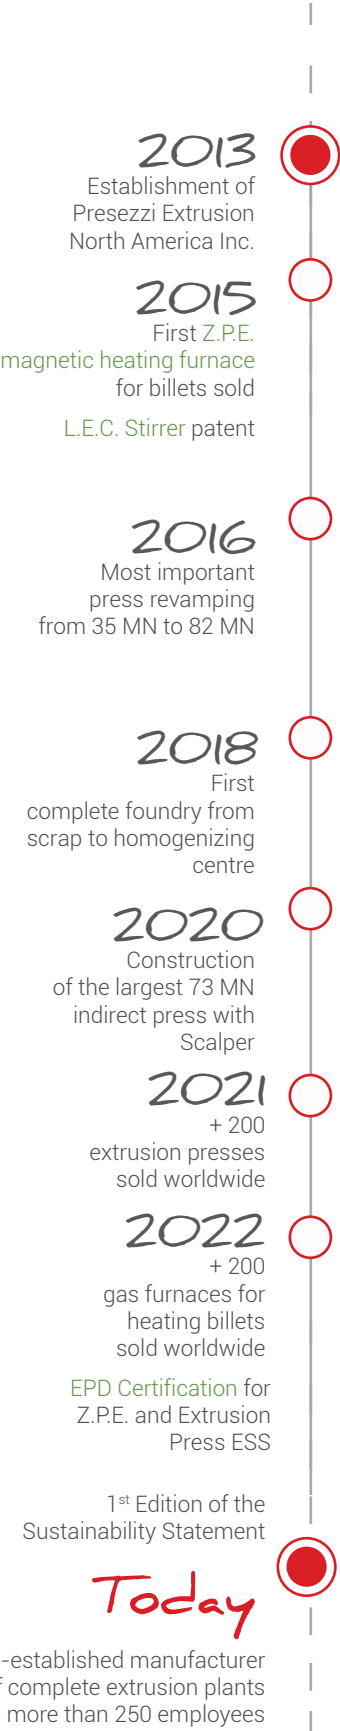 2013
Establishment of
Presezzi Extrusion
North America Inc.
2015
First Z.P.E.
magnetic heating furnace
for billets sold
L.E.C. Stirrer patent
2016
Most important
press revamping
from 35 MN to 82 MN
2018
First
complete foundry from
scrap to homogenizing
centre
2020
Construction
of the largest 73 MN
indirect press with
Scalper
2021
+ 200
extrusion presses
sold worldwide
2022
+ 200
gas furnaces for
heating billets
sold worldwide
EPD Certification for
Z.P.E. and Extrusion
Press ESS
1st Edition of the
Sustainability Statement
Today
-established manufacturer
complete extrusion plants
more than 250 employees